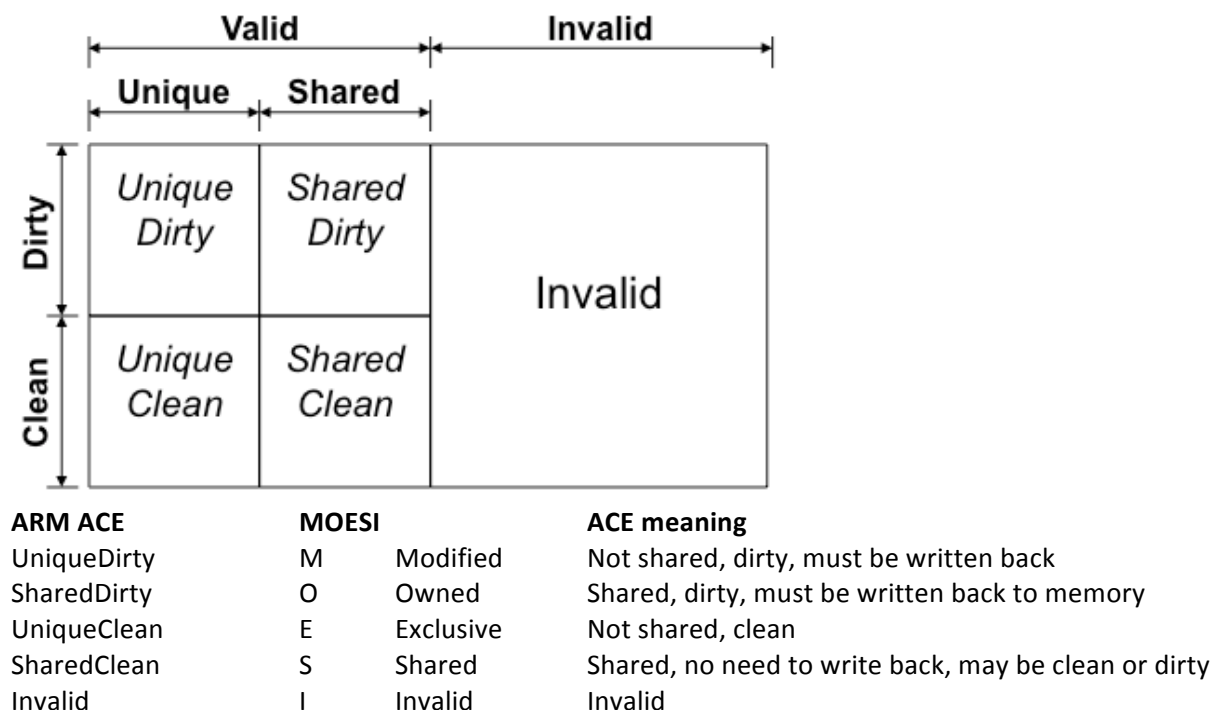 Valid Invalid
Unique Shared
Dirty
Unique Dirty
Shared Dirty
Invalid
Clean
Unique Clean
Shared Clean
ARM ACE MOESI ACE meaning
UniqueDirty M Modified Not shared, dirty, must be written back
SharedDirty O Owned Shared, dirty, must be written back to memory
UniqueClean E Exclusive Not shared, clean
SharedClean S Shared Shared, no need to write back, may be clean or dirty
Invalid I Invalid Invalid